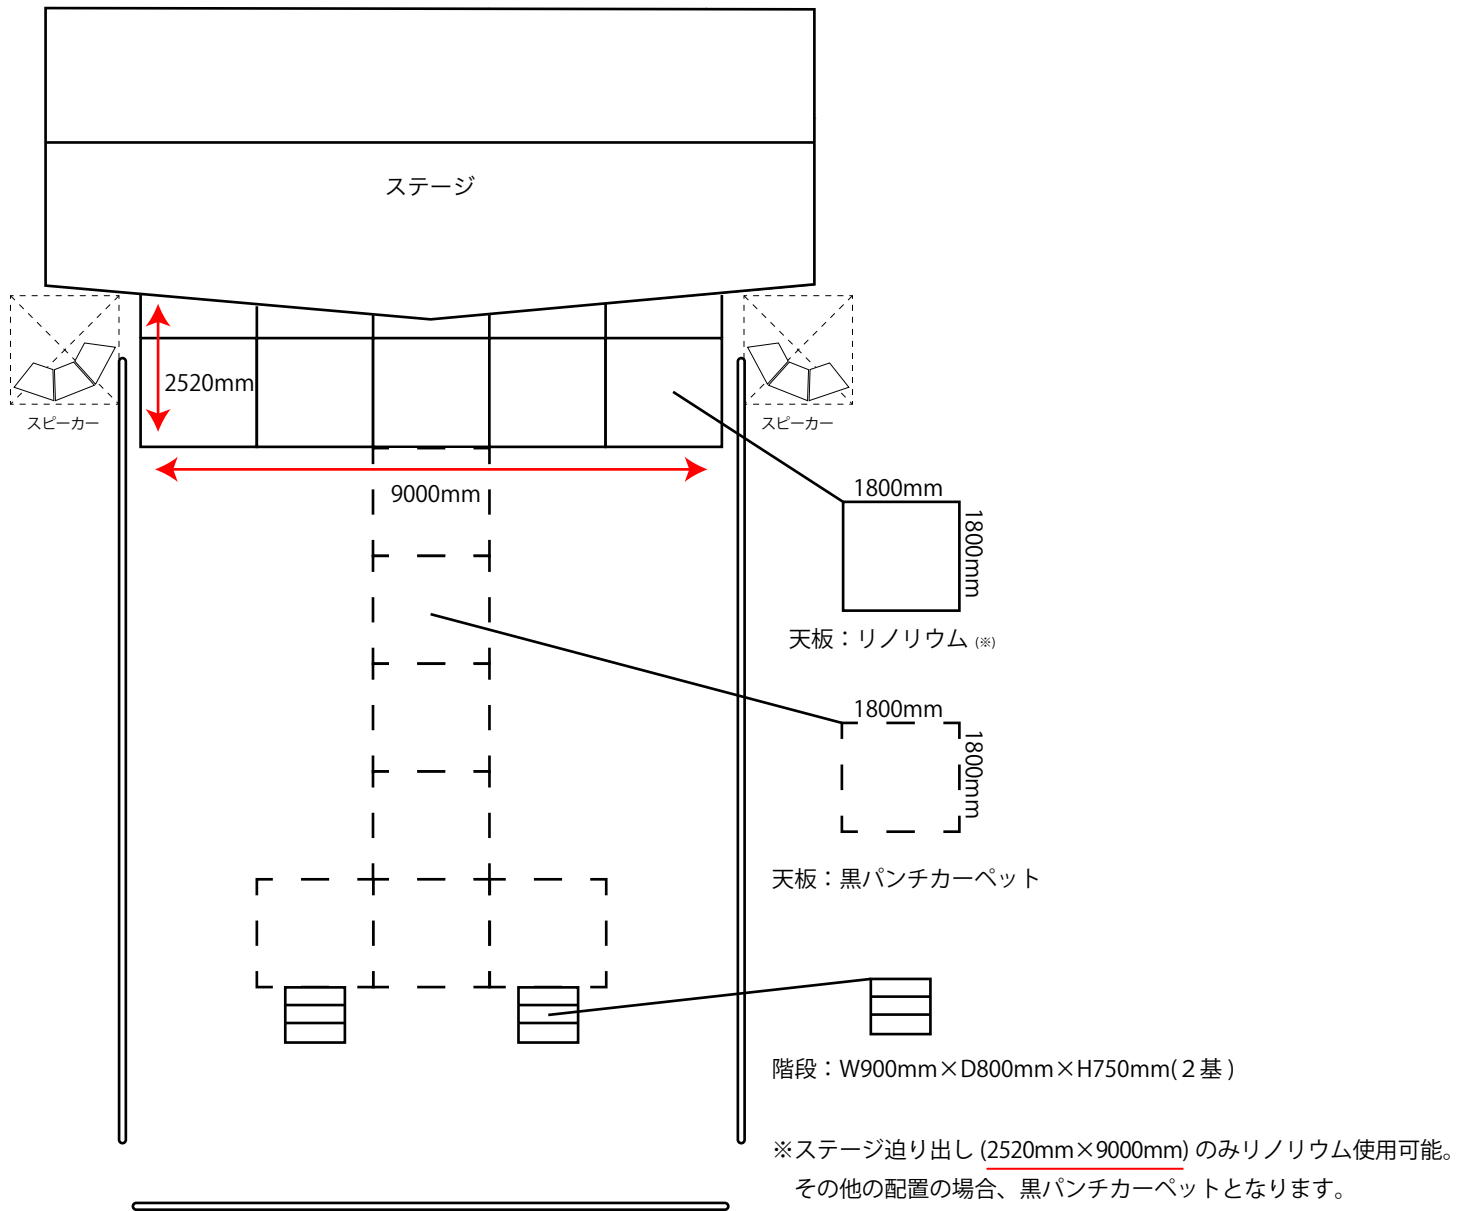 ステージ
2520mm
スピーカー
スピーカー
9000mm
1800mm
1800mm
天板：リノリウム (※)
1800mm
1800mm
天板：黒パンチカーペット
階段：W900mm×D800mm×H750mm(２基 )
※ステージ迫り出し (2520mm×9000mm) のみリノリウム使用可能。
その他の配置の場合、黒パンチカーペットとなります。